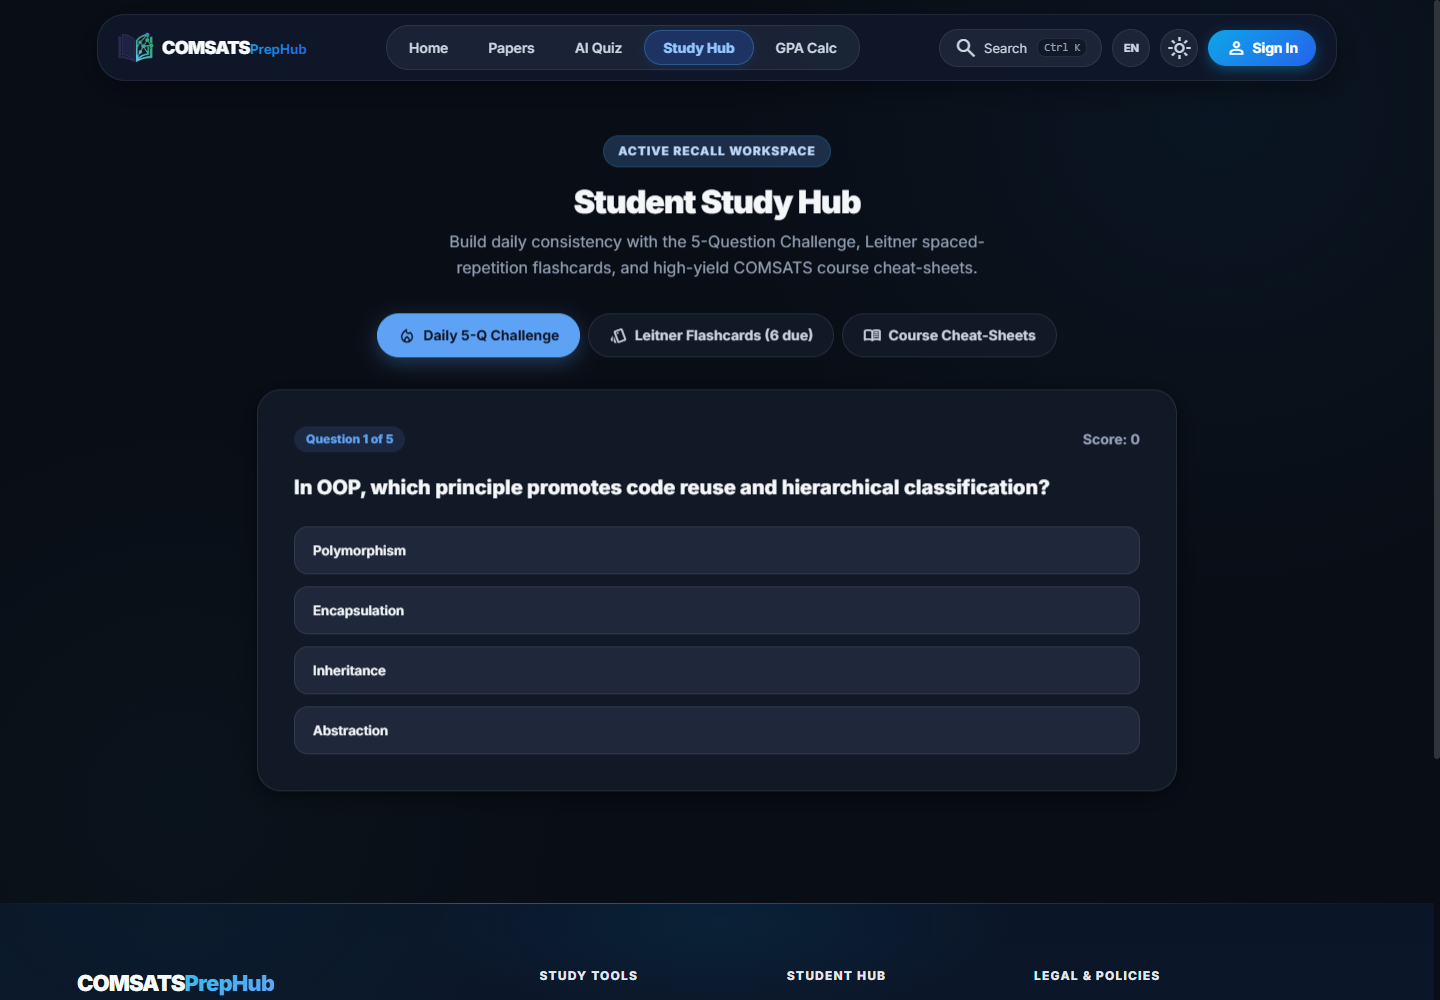 COMSATSPrepHub
Home
Papers
AI Quiz
Study Hub
GPA Calc
Search
Ctrl K
EN
Sign In
ACTIVE RECALL WORKSPACE
Student Study Hub
Build daily consistency with the 5-Question Challenge, Leitner spaced-
repetition flashcards, and high-yield COMSATS course cheat-sheets.
Daily 5-Q Challenge
Leitner Flashcards (6 due)
Course Cheat-Sheets
Question 1 of 5
Score: 0
In OOP, which principle promotes code reuse and hierarchical classification?
Polymorphism
Encapsulation
Inheritance
Abstraction
COMSATSPrepHub
STUDY TOOLS
STUDENT HUB
LEGAL & POLICIES